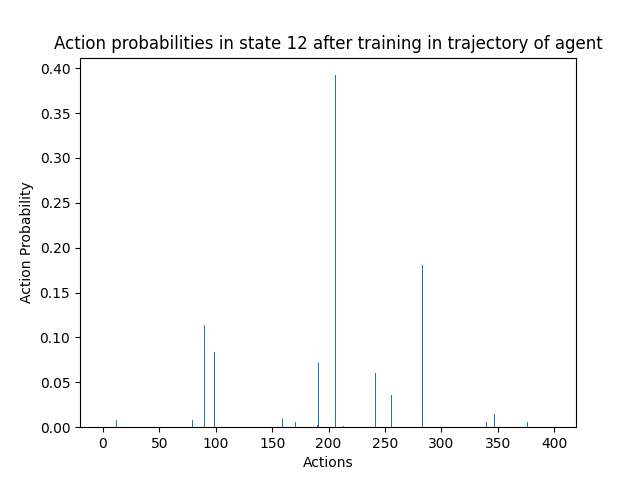 Action probabilities in state 12 after training in trajectory of agent
0.40
0.35
0.30
0.25
0.20
0.15
0.10
0.05
0.00
Action Probability
0 50 100 150 200 250 300 350 400
Actions